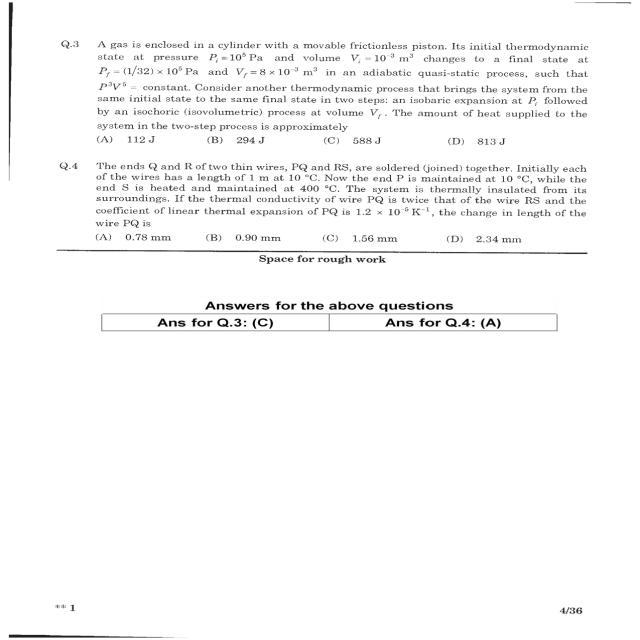 Q.3 A gas is enclosed in a cylinder with a movable frictionless piston. Its initial thermodynamic
state at pressure P_i = 10⁵ Pa and volume V_i = 10⁻³ m³ changes to a final state at
P_f = (1/32) × 10⁵ Pa and V_f = 8 × 10⁻³ m³ in an adiabatic quasi-static process, such that
P³V⁵ = constant. Consider another thermodynamic process that brings the system from the
same initial state to the same final state in two steps: an isobaric expansion at P_i followed
by an isochoric (isovolumetric) process at volume V_f. The amount of heat supplied to the
system in the two-step process is approximately
(A) 112 J (B) 294 J (C) 588 J (D) 813 J
Q.4 The ends Q and R of two thin wires, PQ and RS, are soldered (joined) together. Initially each
of the wires has a length of 1 m at 10 °C. Now the end P is maintained at 10 °C, while the
end S is heated and maintained at 400 °C. The system is thermally insulated from its
surroundings. If the thermal conductivity of wire PQ is twice that of the wire RS and the
coefficient of linear thermal expansion of PQ is 1.2 × 10⁻⁵ K⁻¹, the change in length of the
wire PQ is
(A) 0.78 mm (B) 0.90 mm (C) 1.56 mm (D) 2.34 mm
Space for rough work
Answers for the above questions
Ans for Q.3: (C) Ans for Q.4: (A)
** 1 4/36